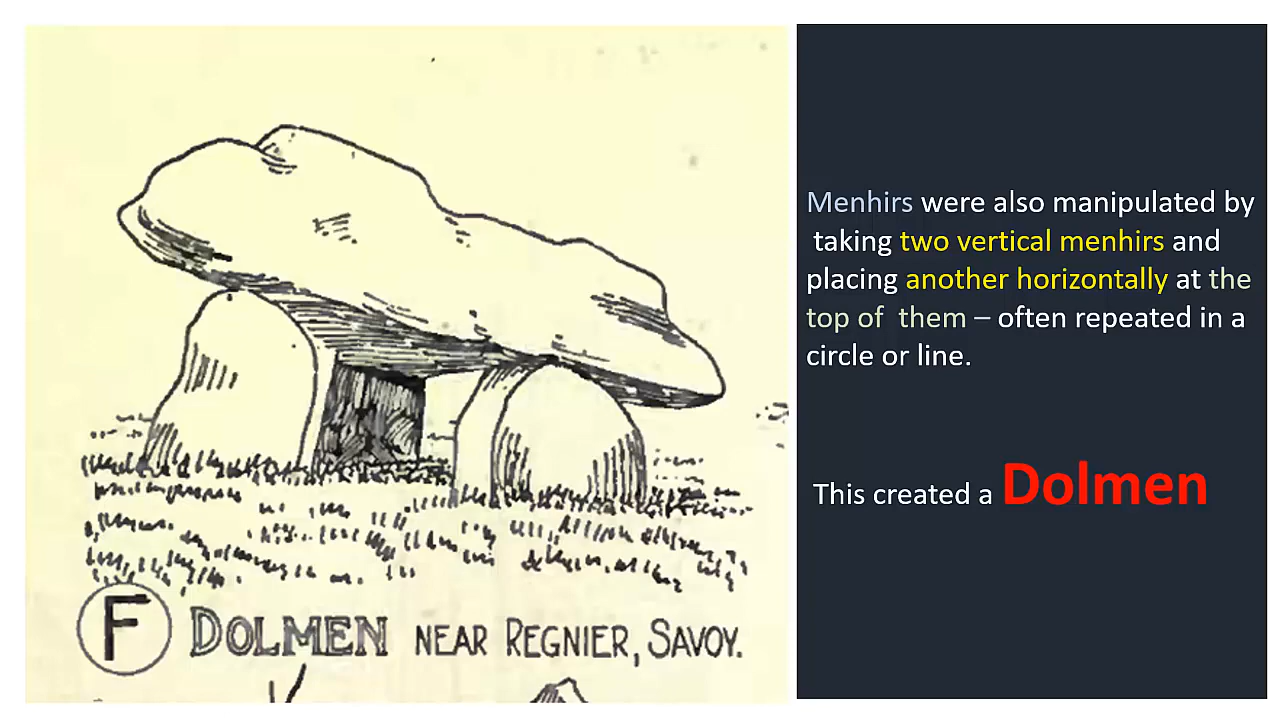 Menhirs were also manipulated by
taking two vertical menhirs and
placing another horizontally at the
top of them – often repeated in a
circle or line.
This created a Dolmen
F DOLMEN NEAR REGNIER, SAVOY.